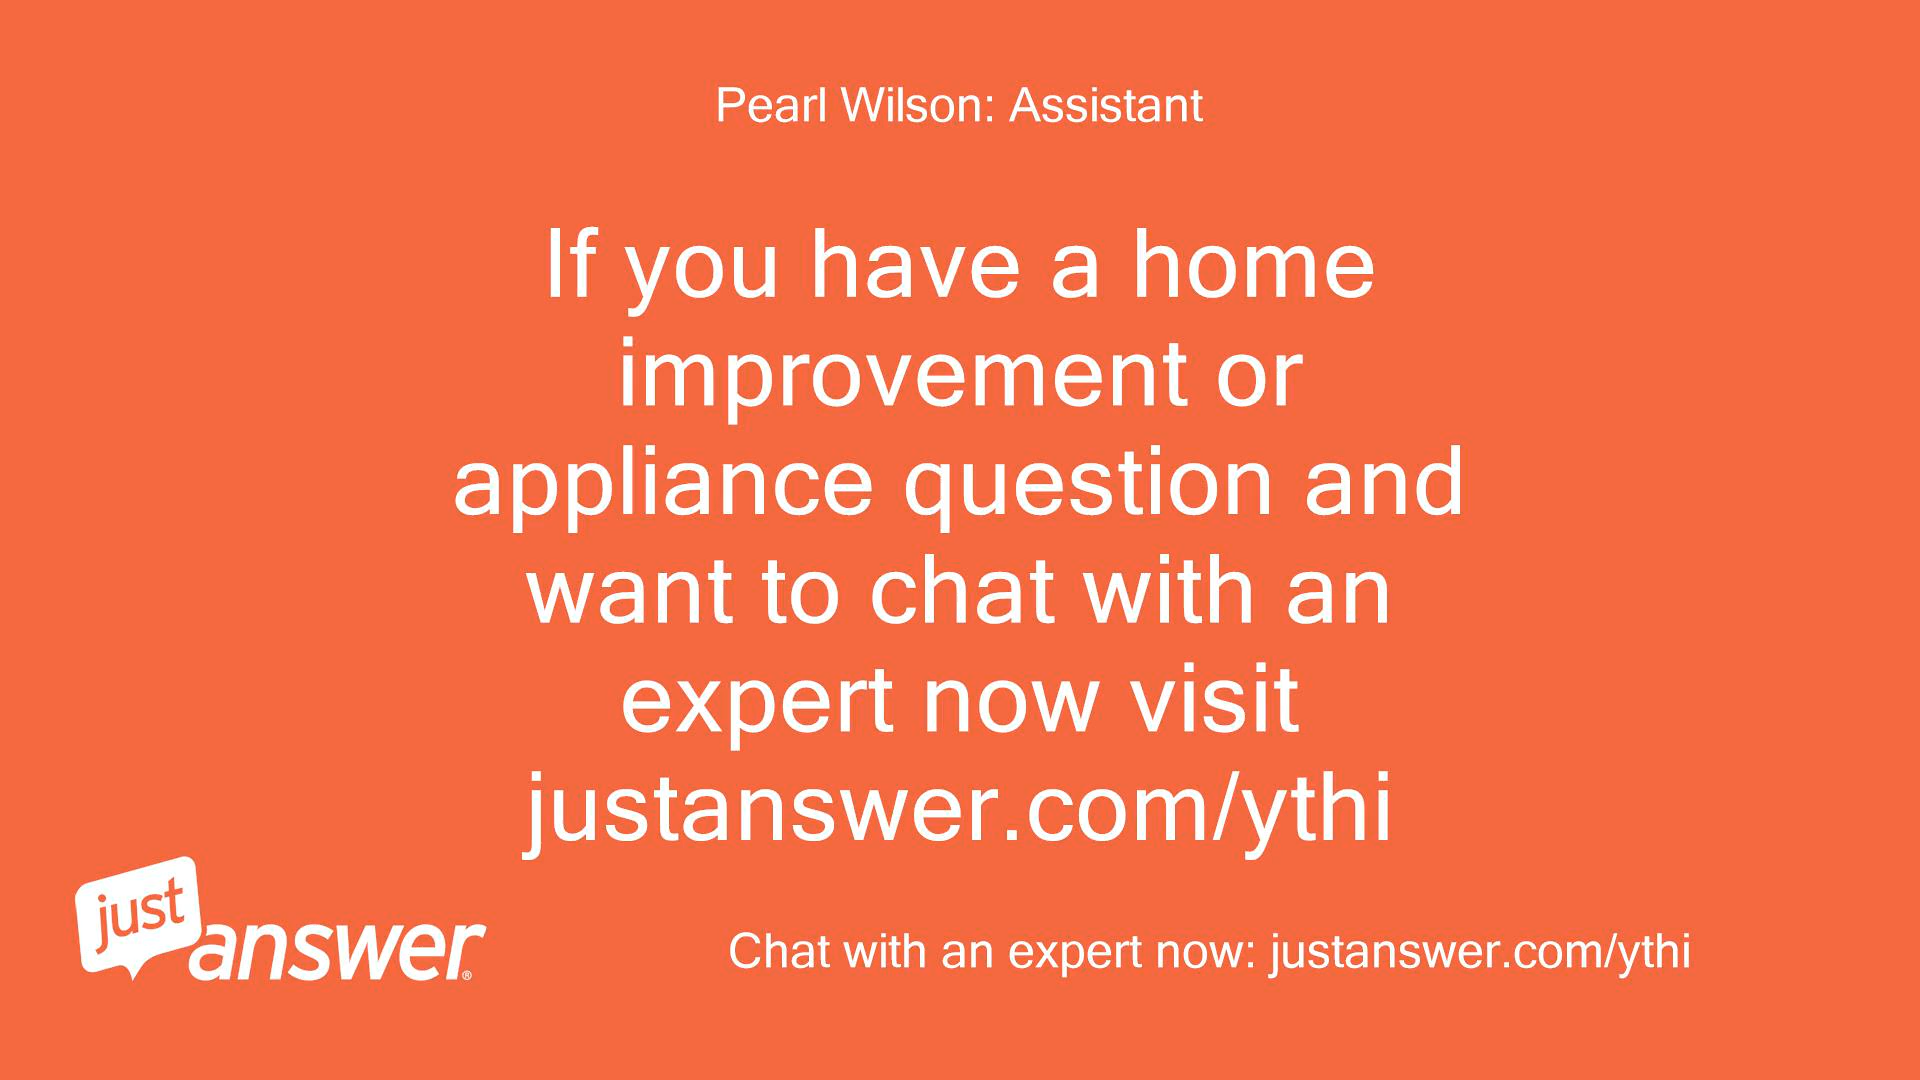 Pearl Wilson: Assistant
If you have a home
improvement or
appliance question and
want to chat with an
expert now visit
justanswer.com/ythi
just
answer®
Chat with an expert now: justanswer.com/ythi